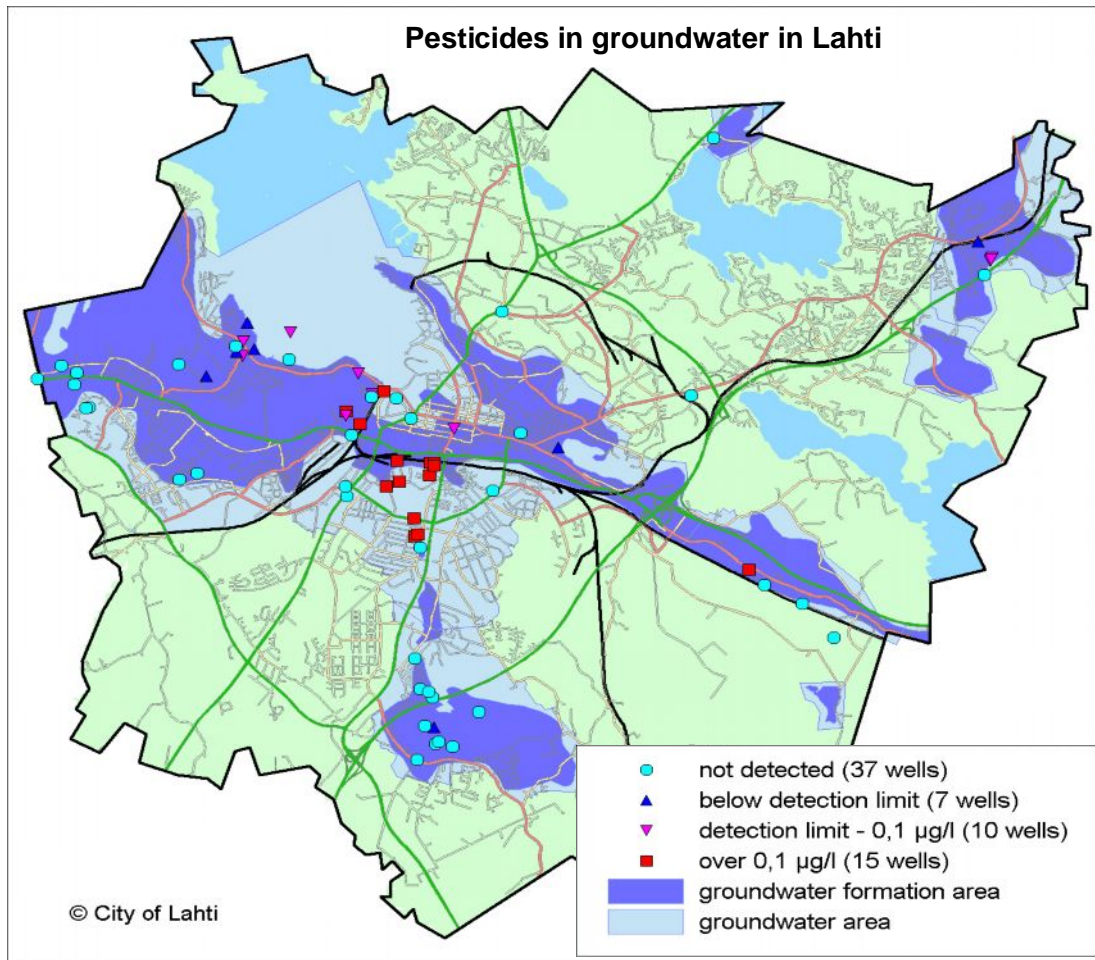 Pesticides in groundwater in Lahti
not detected (37 wells)
below detection limit (7 wells)
detection limit - 0,1 µg/l (10 wells)
over 0,1 µg/l (15 wells)
groundwater formation area
groundwater area
© City of Lahti